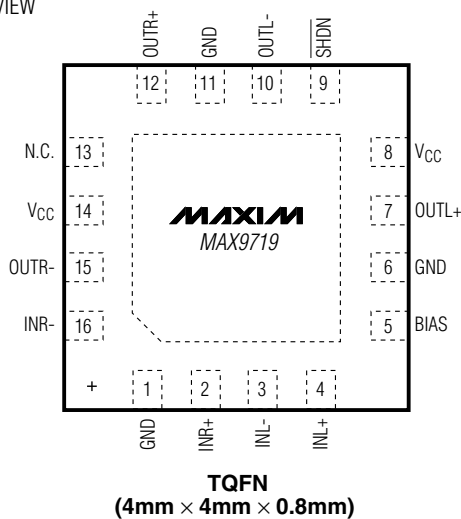 VIEW
OUTR+ GND OUTL- SHDN
12 11 10 9
N.C. 13 8 VCC
VCC 14 7 OUTL+
MAXIM
MAX9719
OUTR- 15 6 GND
INR- 16 5 BIAS
+ 1 2 3 4
GND INR+ INL- INL+
TQFN
(4mm × 4mm × 0.8mm)